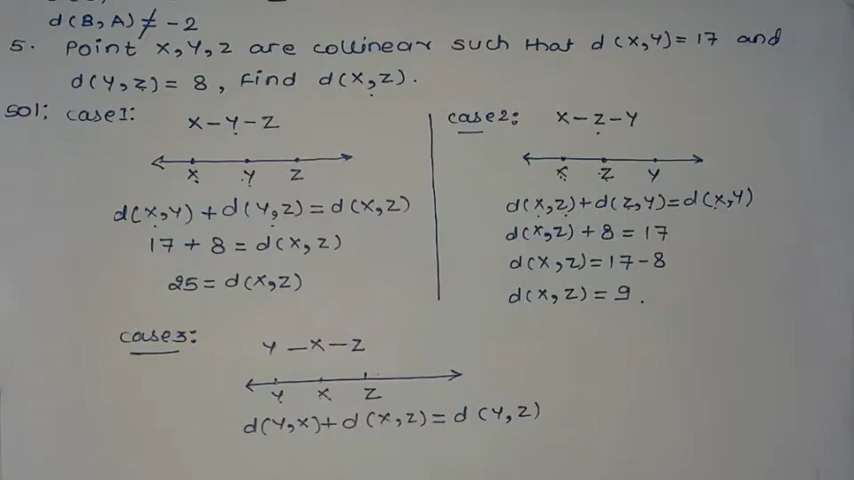 d(B, A) ≠ -2
5. Point X, Y, Z are collinear such that d(X,Y) = 17 and
d(Y,Z) = 8, Find d(X,Z).
Sol: Case1:
X - Y - Z
X Y Z
d(X,Y) + d(Y,Z) = d(X,Z)
17 + 8 = d(X,Z)
25 = d(X,Z)
Case2: X - Z - Y
X Z Y
d(X,Z) + d(Z,Y) = d(X,Y)
d(X,Z) + 8 = 17
d(X,Z) = 17 - 8
d(X,Z) = 9.
Case3:
Y - X - Z
Y X Z
d(Y,X) + d(X,Z) = d(Y,Z)